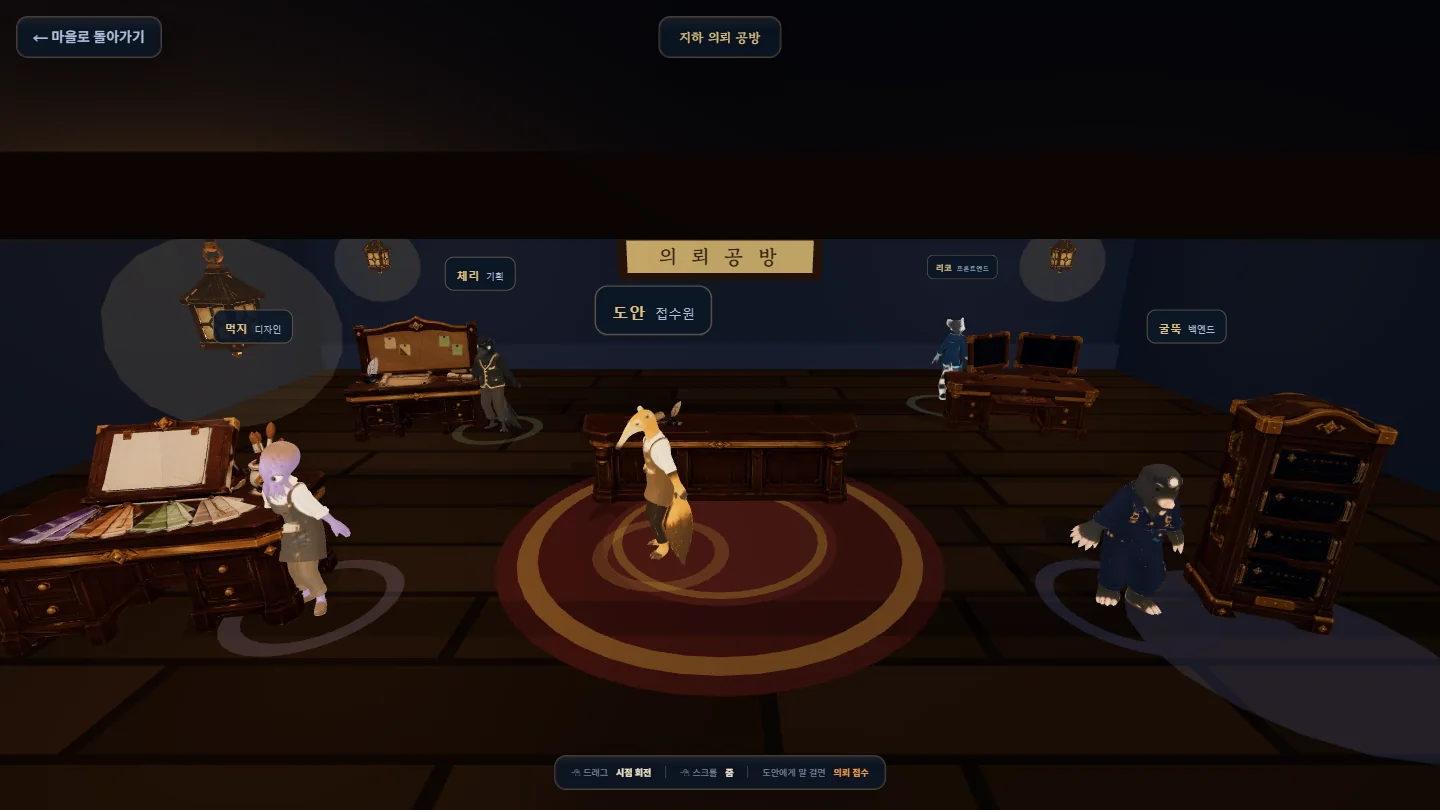 ← 마을로 돌아가기
지하 의뢰 공방
의뢰공방
체리 기획
리코 프론트엔드
도안 접수원
먹지 디자인
굴뚝 백엔드
드래그 시점 회전 스크롤 줌 도안에게 말 걸면 의뢰 접수